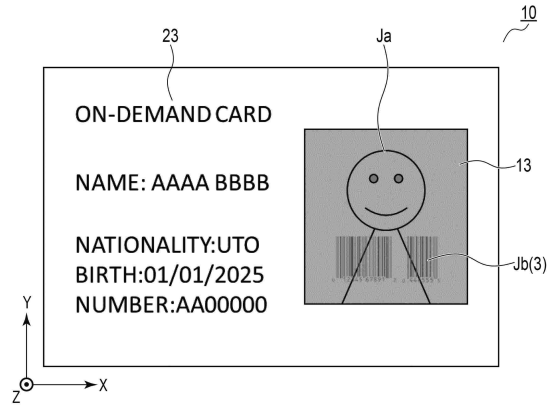 10
23
Ja
ON-DEMAND CARD
13
NAME: AAAA BBBB
NATIONALITY:UTO
BIRTH:01/01/2025
NUMBER:AA00000
Jb(3)
Y
Z
X